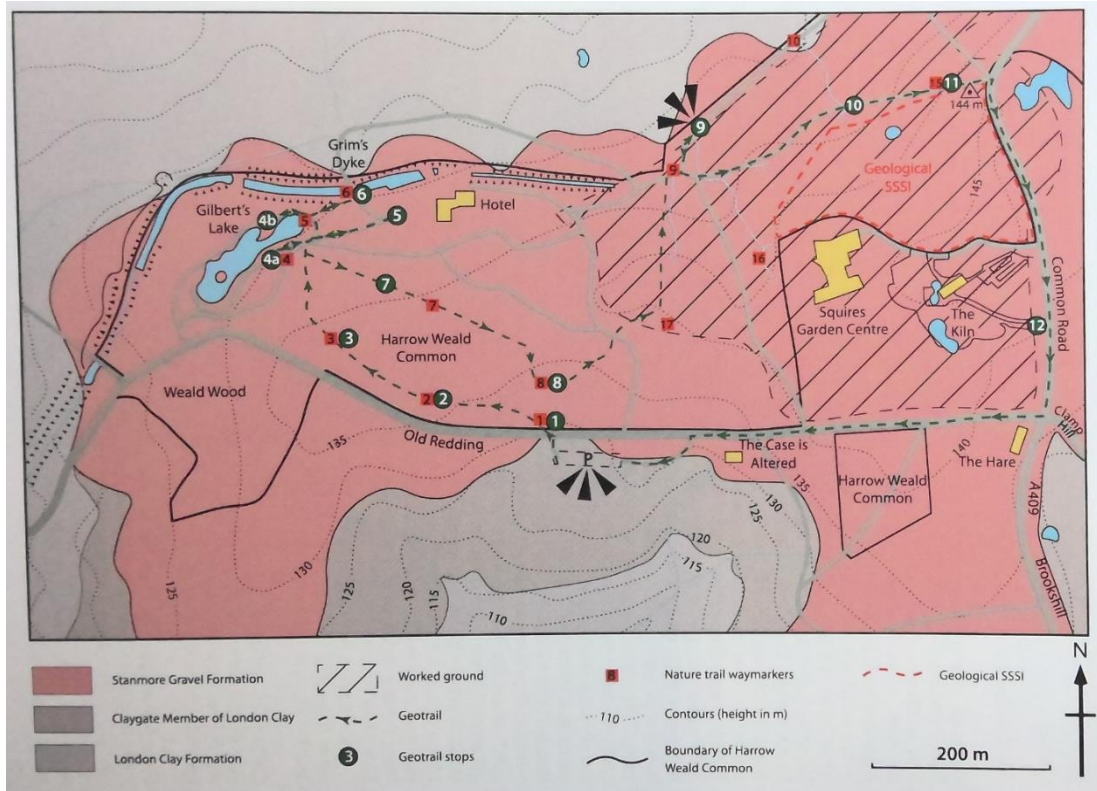 10
15
11
144 m
9
10
9
Grim's
Dyke
6
6
Hotel
5
Gilbert's
Lake
4b
5
4a
4
Geological
SSSI
145
16
Squires
Garden Centre
The
Kiln
12
Common Road
7
7
17
3
3
Harrow Weald
Common
8
8
Weald Wood
2
2
1
1
135
Old Redding
P
The Case is
Altered
135
140
Clamp
Hill
The Hare
Harrow Weald
Common
A409
Brookshill
130
125
125
120
115
110
120
115
125
130
Stanmore Gravel Formation
Worked ground
8
Nature trail waymarkers
Geological SSSI
N
Claygate Member of London Clay
Geotrail
110
Contours (height in m)
London Clay Formation
3
Geotrail stops
Boundary of Harrow
Weald Common
200 m